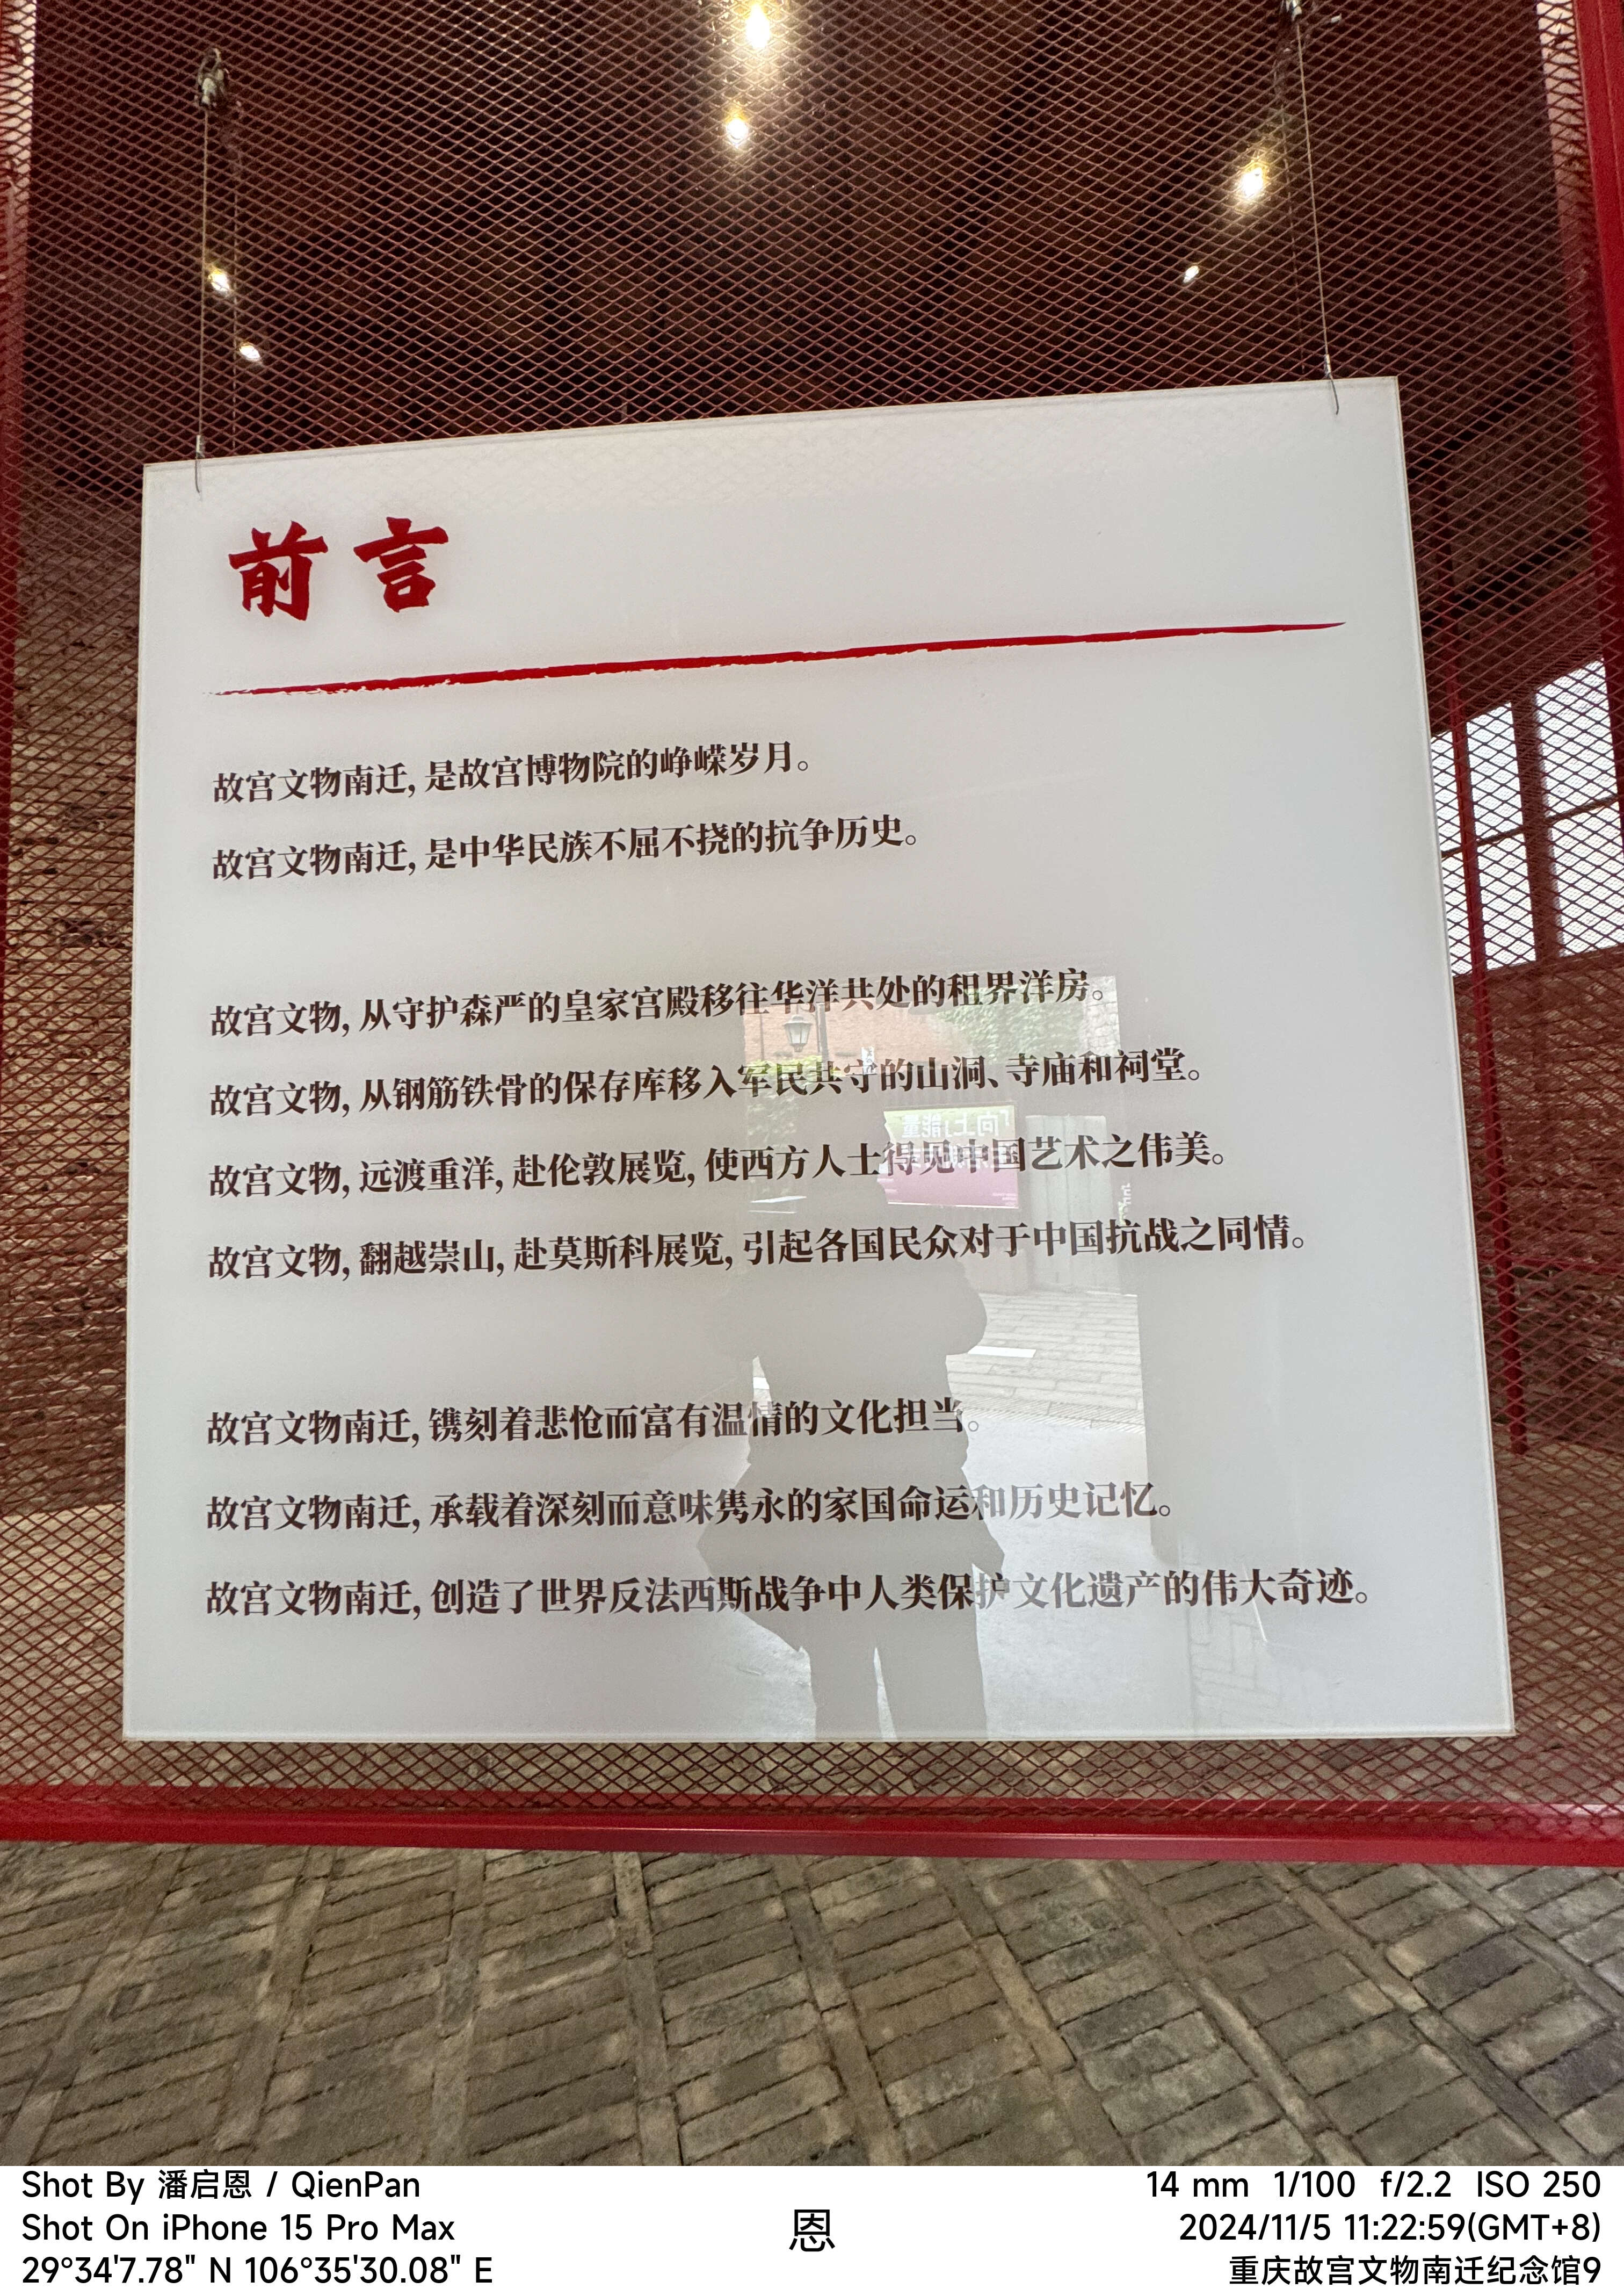 前言
故宫文物南迁，是故宫博物院的峥嵘岁月。
故宫文物南迁，是中华民族不屈不挠的抗争历史。
故宫文物，从守护森严的皇家宫殿移往华洋共处的租界洋房。
故宫文物，从钢筋铁骨的保存库移入军民共守的山洞、寺庙和祠堂。
故宫文物，远渡重洋，赴伦敦展览，使西方人士得见中国艺术之伟美。
故宫文物，翻越崇山，赴莫斯科展览，引起各国民众对于中国抗战之同情。
故宫文物南迁，镌刻着悲怆而富有温情的文化担当。
故宫文物南迁，承载着深刻而意味隽永的家国命运和历史记忆。
故宫文物南迁，创造了世界反法西斯战争中人类保护文化遗产的伟大奇迹。
「向上」能量
Shot By 潘启恩 / QienPan
Shot On iPhone 15 Pro Max
29°34'7.78" N 106°35'30.08" E
恩
14 mm 1/100 f/2.2 ISO 250
2024/11/5 11:22:59(GMT+8)
重庆故宫文物南迁纪念馆9